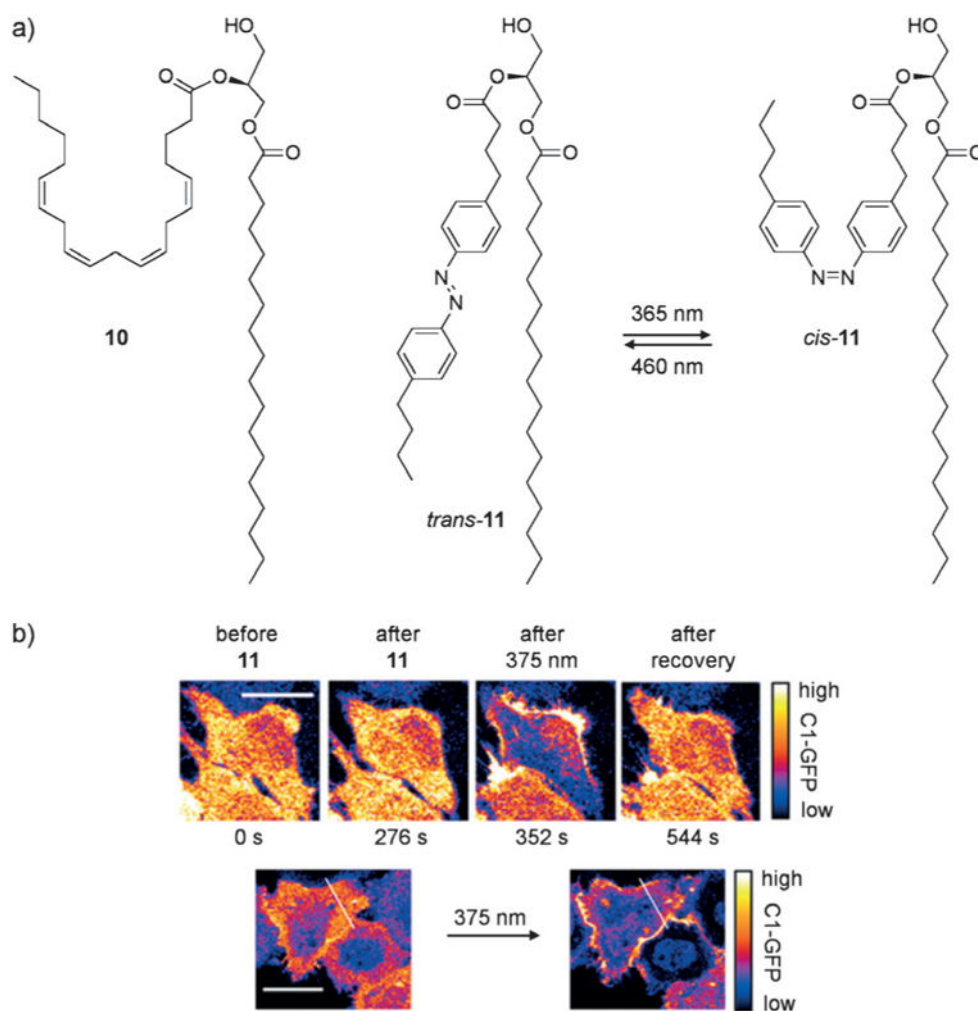 a)
HO
O
O
O
O
10
HO
O
O
O
O
N
N
trans-11
365 nm
460 nm
HO
O
O
O
O
N=N
cis-11
b)
before
11
after
11
after
375 nm
after
recovery
high
C1-GFP
low
0 s
276 s
352 s
544 s
375 nm
high
C1-GFP
low